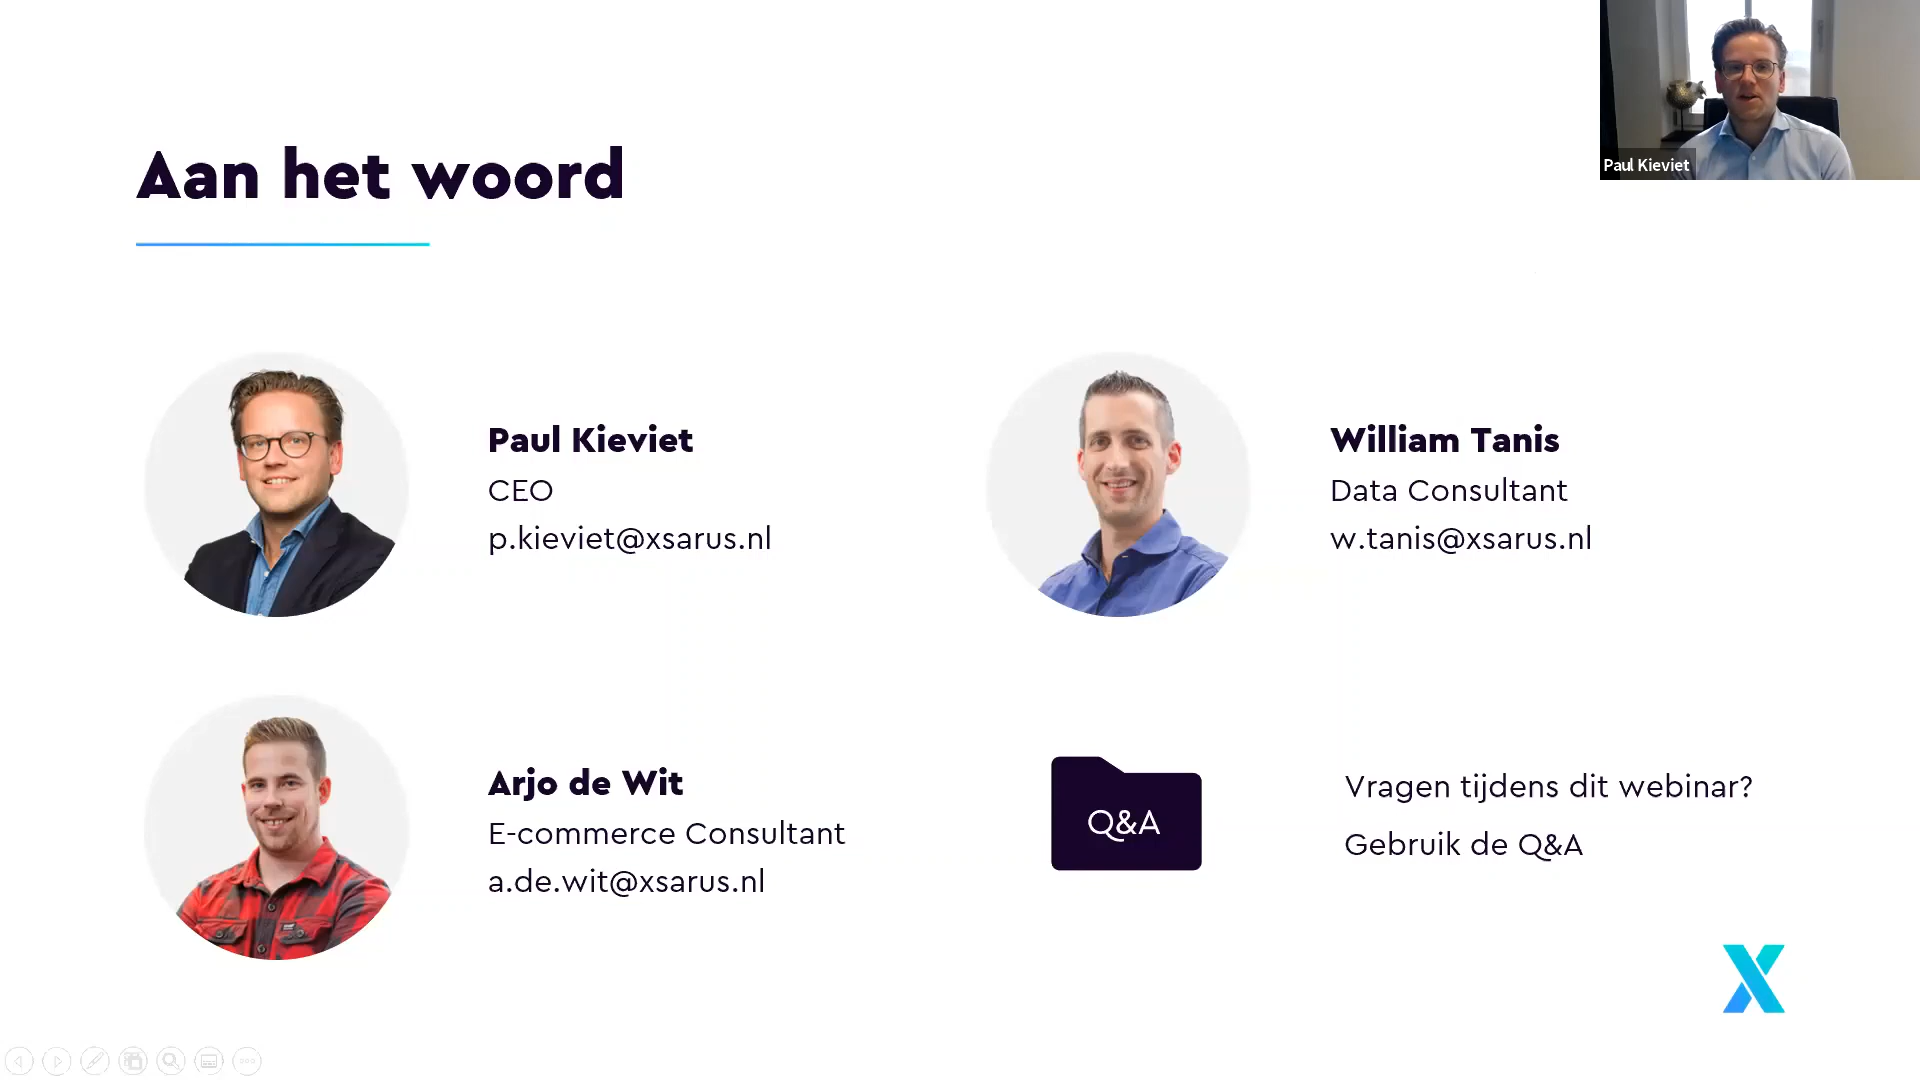 Paul Kieviet
Aan het woord
Paul Kieviet
CEO
p.kieviet@xsarus.nl
William Tanis
Data Consultant
w.tanis@xsarus.nl
Arjo de Wit
E-commerce Consultant
a.de.wit@xsarus.nl
Q&A
Vragen tijdens dit webinar?
Gebruik de Q&A